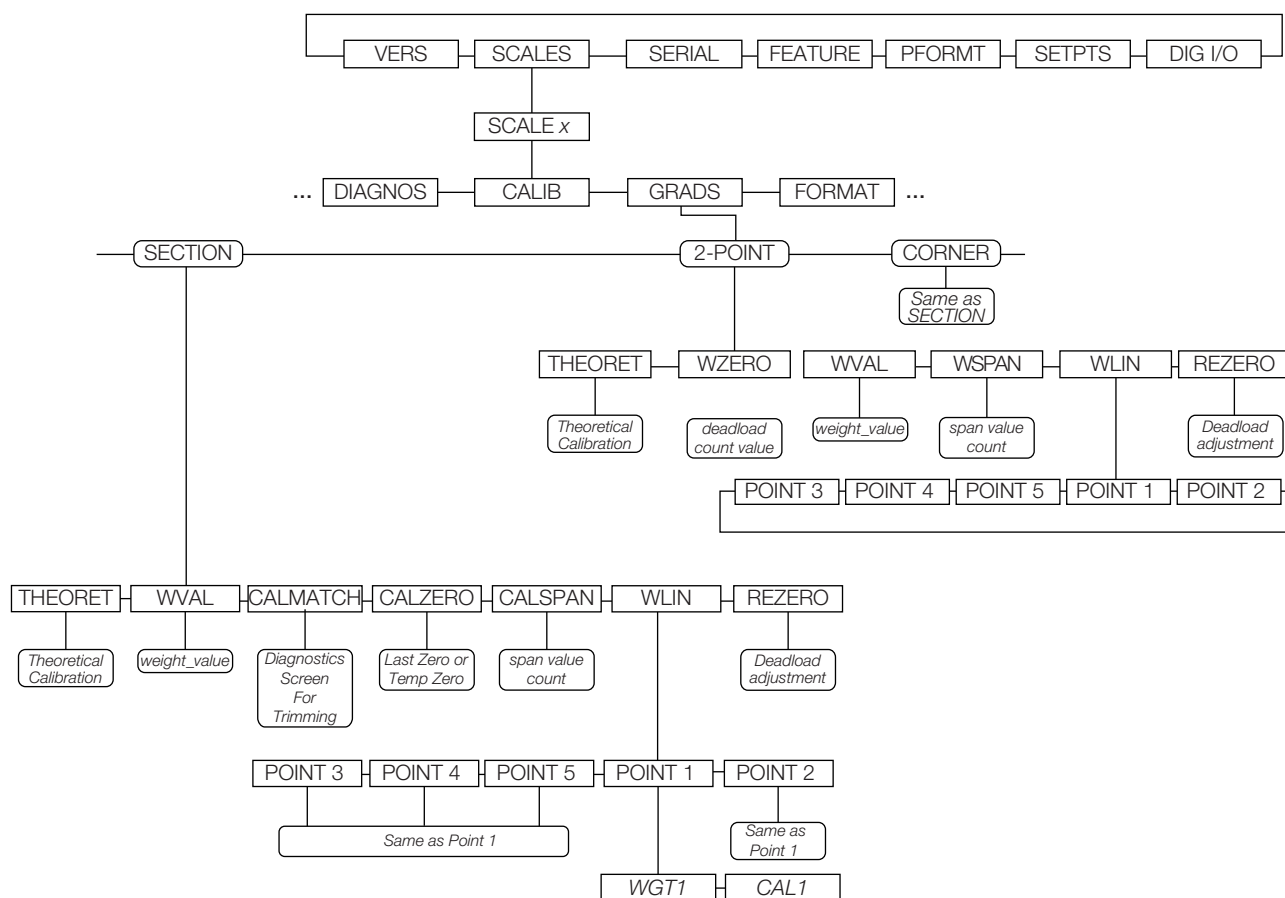 VERS SCALES SERIAL FEATURE PFORMT SETPTS DIG I/O
SCALE x
... DIAGNOS CALIB GRADS FORMAT ...
SECTION 2-POINT CORNER
Same as
SECTION
THEORET WZERO WVAL WSPAN WLIN REZERO
Theoretical
Calibration
deadload
count value
weight_value
span value
count
Deadload
adjustment
POINT 3 POINT 4 POINT 5 POINT 1 POINT 2
THEORET WVAL CALMATCH CALZERO CALSPAN WLIN REZERO
Theoretical
Calibration
weight_value
Diagnostics
Screen
For
Trimming
Last Zero or
Temp Zero
span value
count
Deadload
adjustment
POINT 3 POINT 4 POINT 5 POINT 1 POINT 2
Same as Point 1
Same as
Point 1
WGT1 CAL1